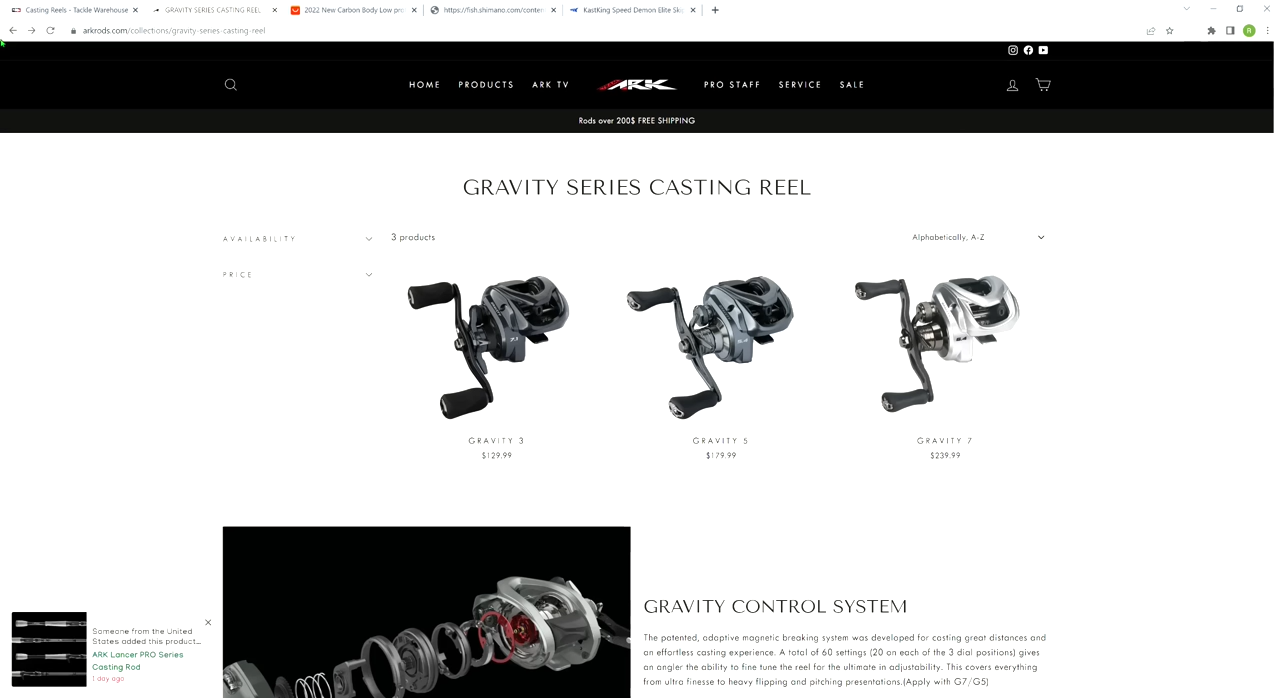 Casting Reels - Tackle Warehouse
GRAVITY SERIES CASTING REEL
2022 New Carbon Body Low pro
https://fish.shimano.com/conten
KastKing Speed Demon Elite Ski
arkrods.com/collections/gravity-series-casting-reel
R
HOME PRODUCTS ARK TV ARK PRO STAFF SERVICE SALE
Rods over 200$ FREE SHIPPING
GRAVITY SERIES CASTING REEL
AVAILABILITY
3 products
Alphabetically, A-Z
PRICE
GRAVITY 3
$129.99
GRAVITY 5
$179.99
GRAVITY 7
$239.99
GRAVITY CONTROL SYSTEM
The patented, adaptive magnetic breaking system was developed for casting great distances and
an effortless casting experience. A total of 60 settings (20 on each of the 3 dial positions) gives
an angler the ability to fine tune the reel for the ultimate in adjustability. This covers everything
from ultra finesse to heavy flipping and pitching presentations.(Apply with G7/G5)
Someone from the United
States added this product...
ARK Lancer PRO Series
Casting Rod
1 day ago